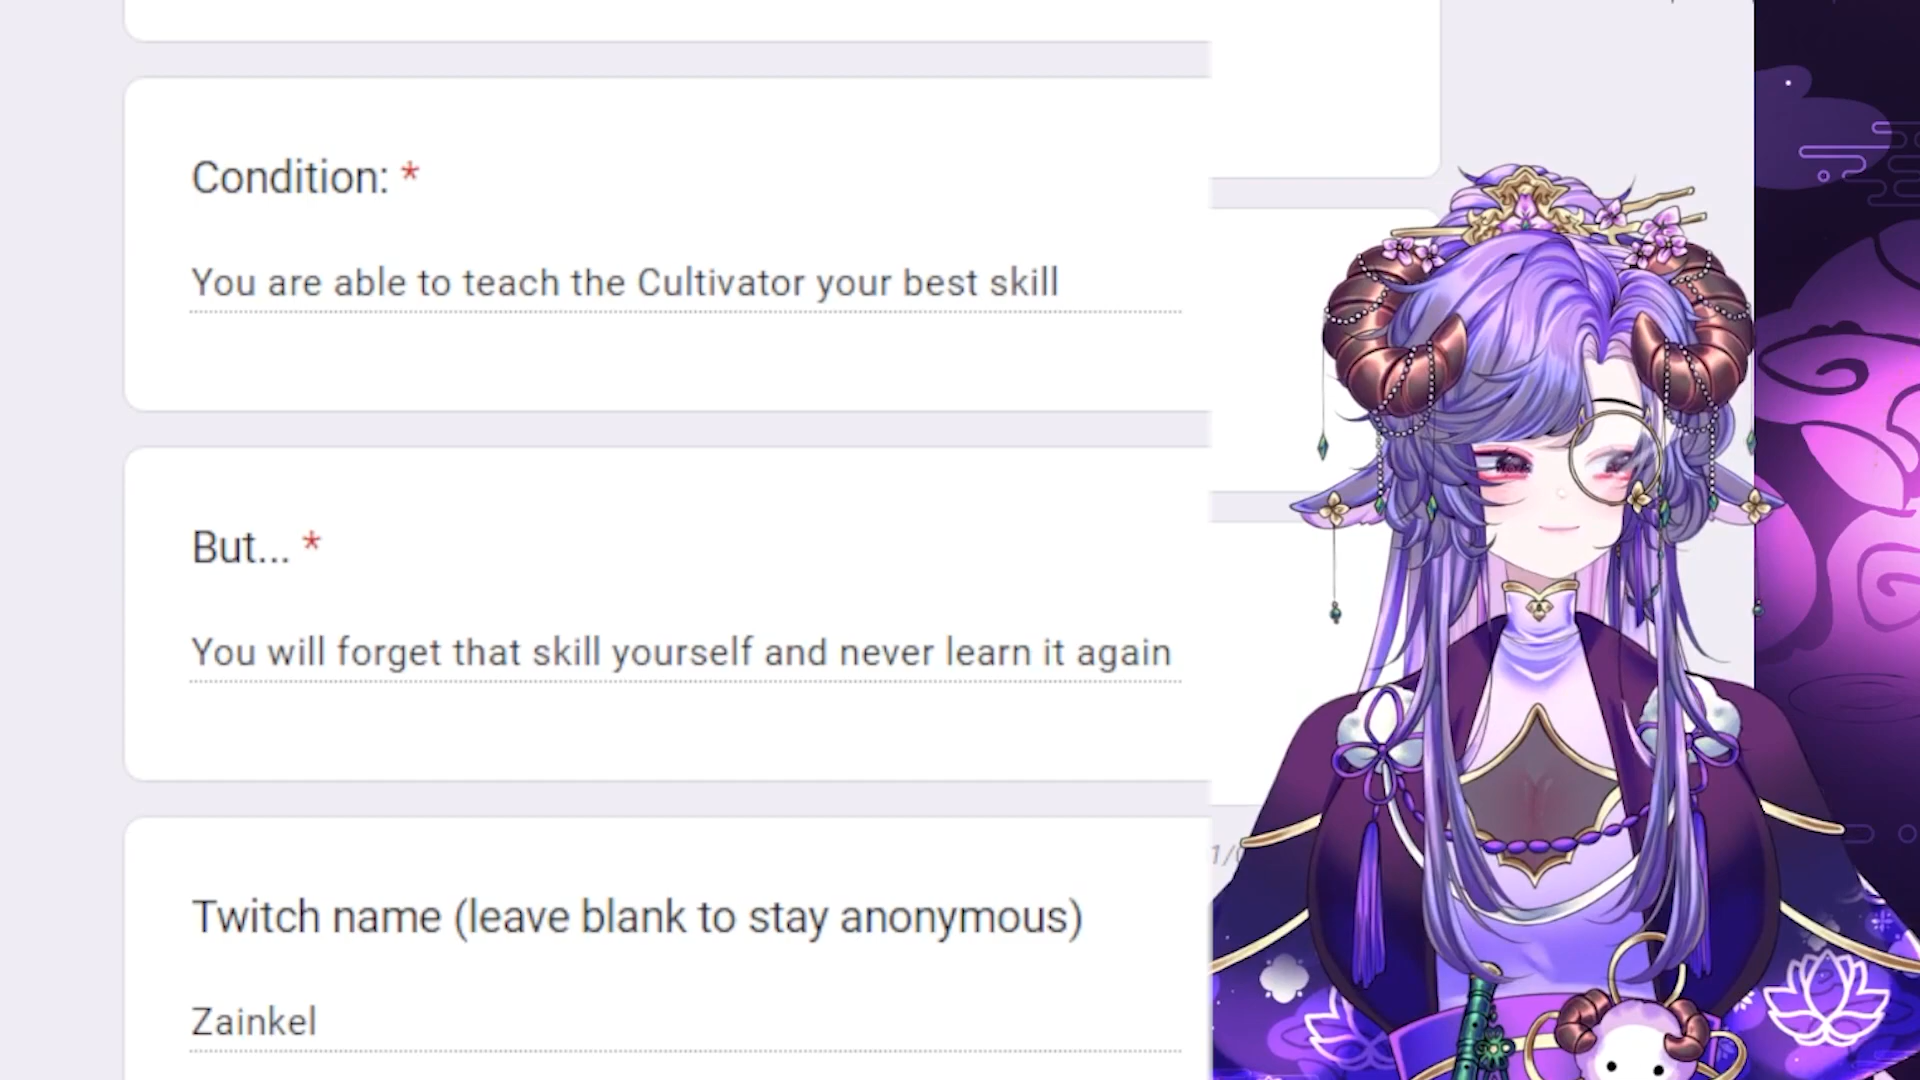 Condition: *
You are able to teach the Cultivator your best skill
But... *
You will forget that skill yourself and never learn it again
Twitch name (leave blank to stay anonymous)
Zainkel